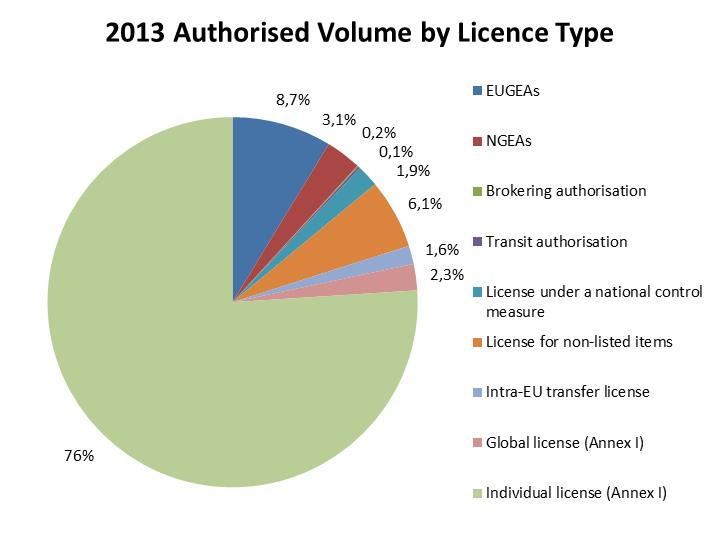 2013 Authorised Volume by Licence Type
8,7%
3,1%
0,2%
0,1%
1,9%
6,1%
1,6%
2,3%
76%
EUGEAs
NGEAs
Brokering authorisation
Transit authorisation
License under a national control
measure
License for non-listed items
Intra-EU transfer license
Global license (Annex I)
Individual license (Annex I)